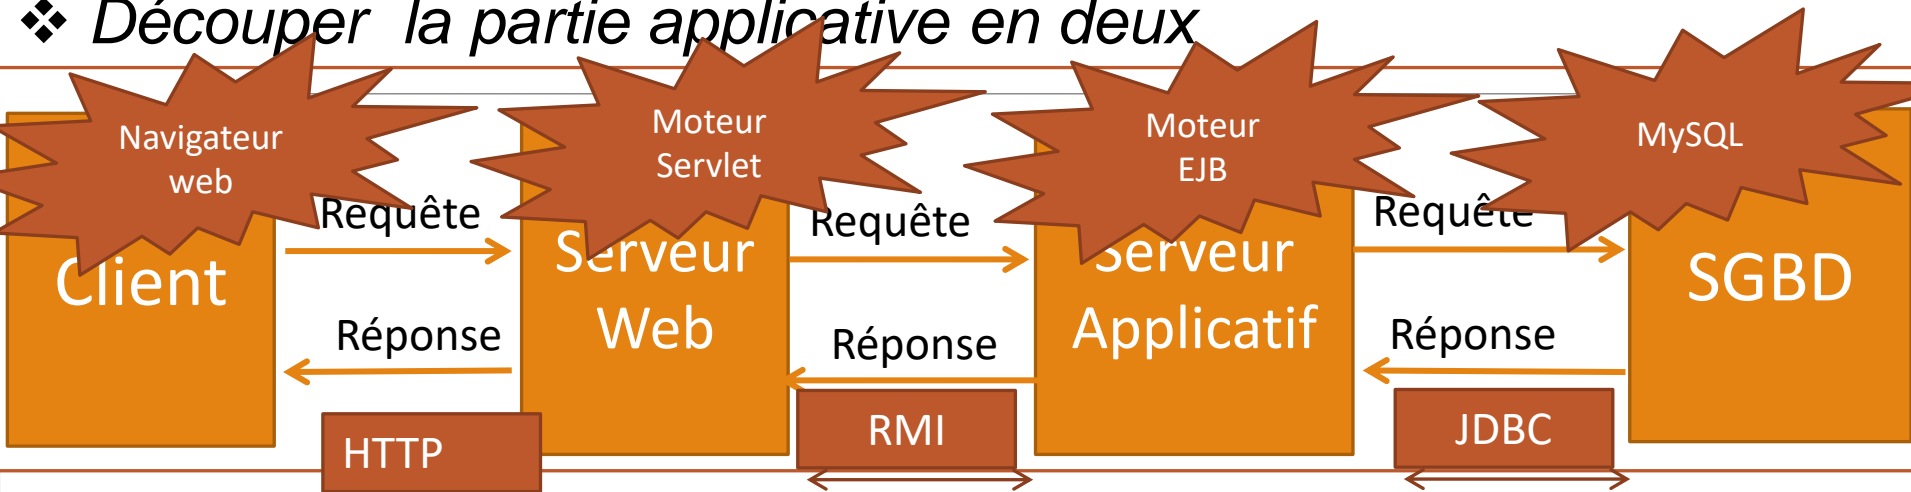 ❖ Découper la partie applicative en deux
Navigateur
web
Moteur
Servlet
Moteur
EJB
MySQL
Requête
Requête
Requête
Client
Serveur
Web
Serveur
Applicatif
SGBD
Réponse
Réponse
Réponse
HTTP
RMI
JDBC